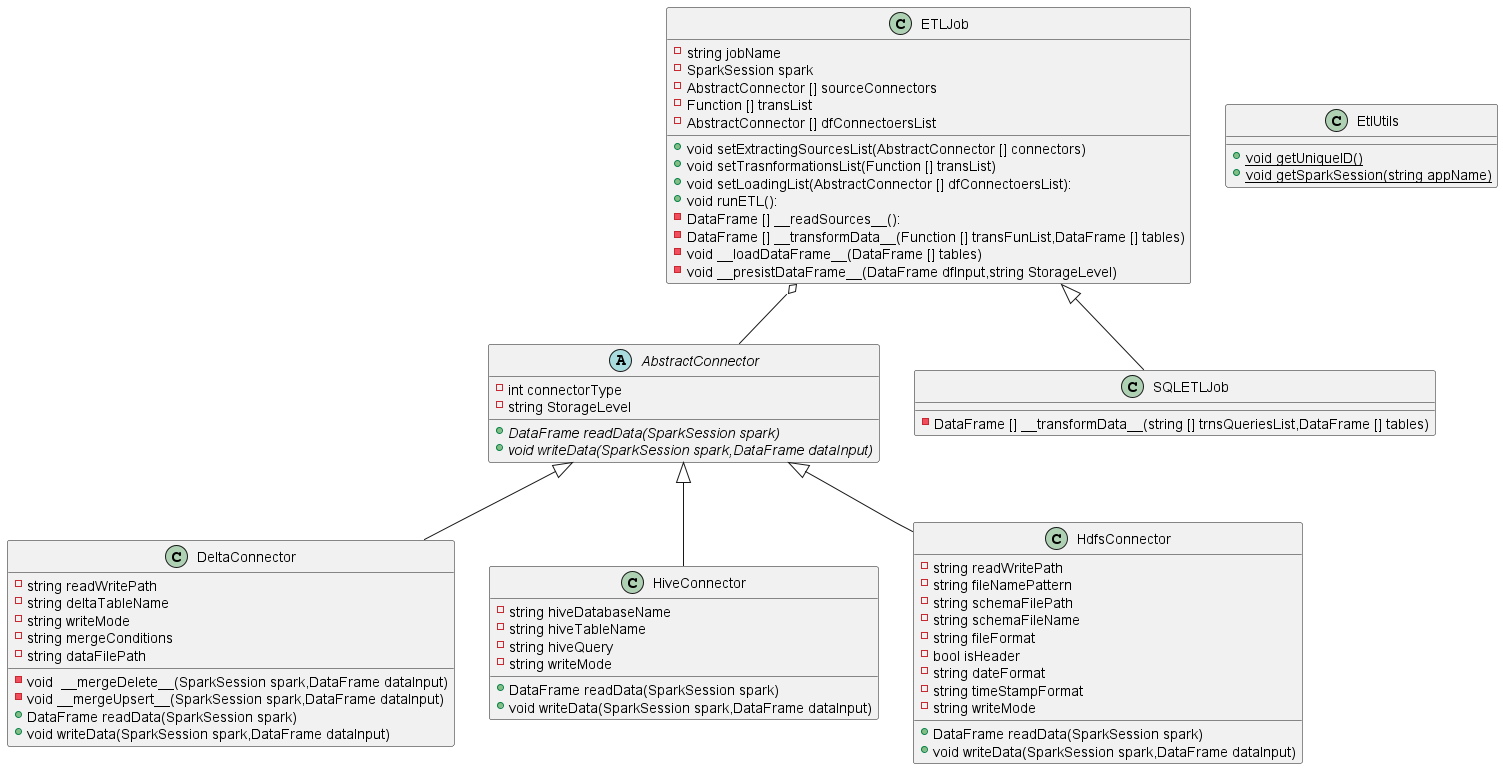 C ETLJob
string jobName
SparkSession spark
AbstractConnector [] sourceConnectors
Function [] transList
AbstractConnector [] dfConnectoersList
void setExtractingSourcesList(AbstractConnector [] connectors)
void setTrasnformationsList(Function [] transList)
void setLoadingList(AbstractConnector [] dfConnectoersList):
void runETL():
DataFrame [] __readSources__():
DataFrame [] __transformData__(Function [] transFunList,DataFrame [] tables)
void __loadDataFrame__(DataFrame [] tables)
void __presistDataFrame__(DataFrame dfInput,string StorageLevel)
C EtlUtils
void getUniqueID()
void getSparkSession(string appName)
A AbstractConnector
int connectorType
string StorageLevel
DataFrame readData(SparkSession spark)
void writeData(SparkSession spark,DataFrame dataInput)
C SQLETLJob
DataFrame [] __transformData__(string [] trnsQueriesList,DataFrame [] tables)
C DeltaConnector
string readWritePath
string deltaTableName
string writeMode
string mergeConditions
string dataFilePath
void  __mergeDelete__(SparkSession spark,DataFrame dataInput)
void __mergeUpsert__(SparkSession spark,DataFrame dataInput)
DataFrame readData(SparkSession spark)
void writeData(SparkSession spark,DataFrame dataInput)
C HiveConnector
string hiveDatabaseName
string hiveTableName
string hiveQuery
string writeMode
DataFrame readData(SparkSession spark)
void writeData(SparkSession spark,DataFrame dataInput)
C HdfsConnector
string readWritePath
string fileNamePattern
string schemaFilePath
string schemaFileName
string fileFormat
bool isHeader
string dateFormat
string timeStampFormat
string writeMode
DataFrame readData(SparkSession spark)
void writeData(SparkSession spark,DataFrame dataInput)